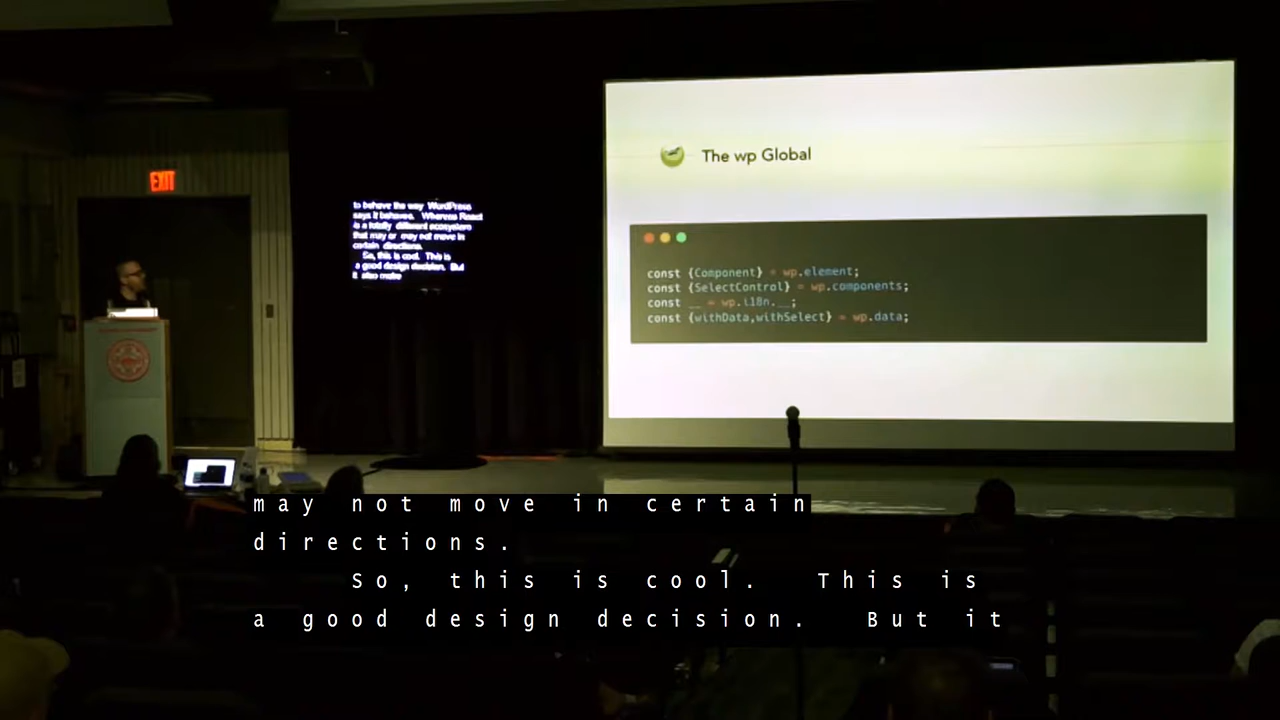 EXIT
to behave the way WordPress
says it behaves. Whereas React
is a totally different ecosystem
that may or may not move in
certain directions.
So, this is cool. This is
a good design decision. But
it also make
The wp Global
const {Component} = wp.element;
const {SelectControl} = wp.components;
const __ = wp.i18n.__;
const {withData,withSelect} = wp.data;
may not move in certain
directions.
So, this is cool. This is
a good design decision. But it